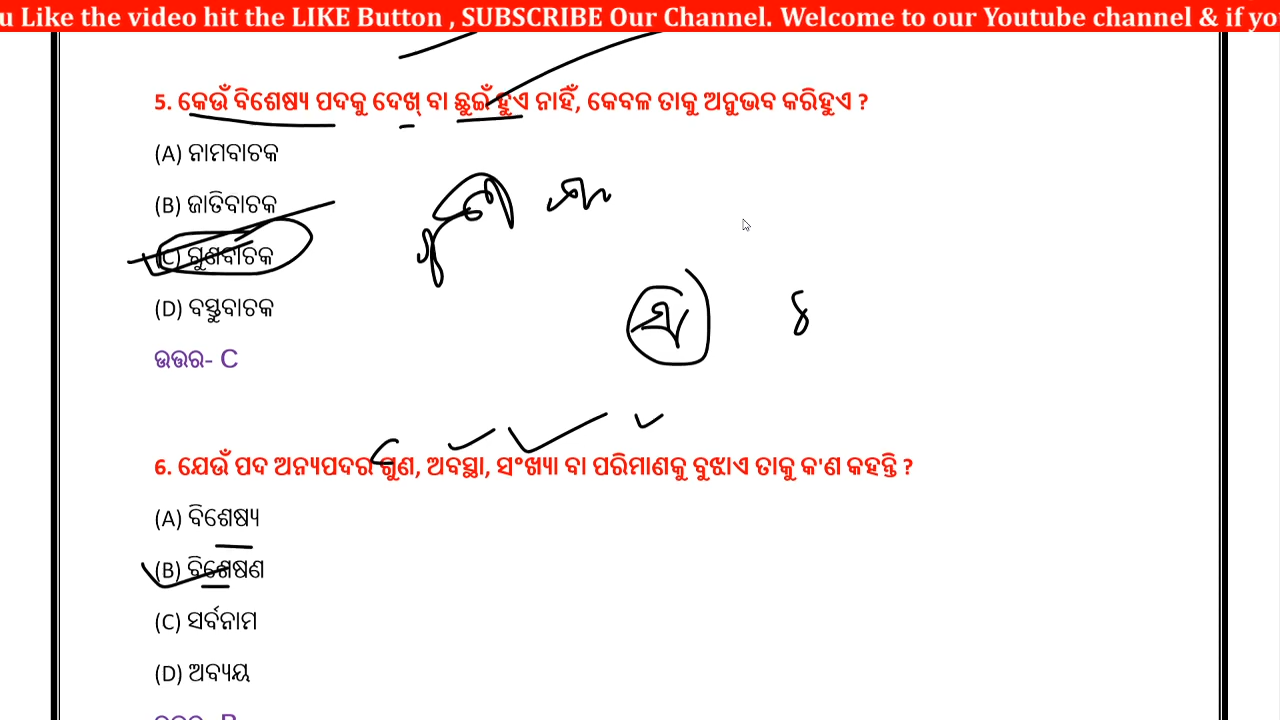 u Like the video hit the LIKE Button , SUBSCRIBE Our Channel. Welcome to our Youtube channel & if yo
5. କେଉଁ ବିଶେଷ୍ୟ ପଦକୁ ଦେଖି ବା ଛୁଇଁ ହୁଏ ନାହିଁ, କେବଳ ତାକୁ ଅନୁଭବ କରିହୁଏ ?
(A) ନାମବାଚକ
(B) ଜାତିବାଚକ
(C) ଗୁଣବାଚକ
(D) ବସ୍ତୁବାଚକ
ଉତ୍ତର- C
6. ଯେଉଁ ପଦ ଅନ୍ୟପଦର ଗୁଣ, ଅବସ୍ଥା, ସଂଖ୍ୟା ବା ପରିମାଣକୁ ବୁଝାଏ ତାକୁ କ'ଣ କହନ୍ତି ?
(A) ବିଶେଷ୍ୟ
(B) ବିଶେଷଣ
(C) ସର୍ବନାମ
(D) ଅବ୍ୟୟ